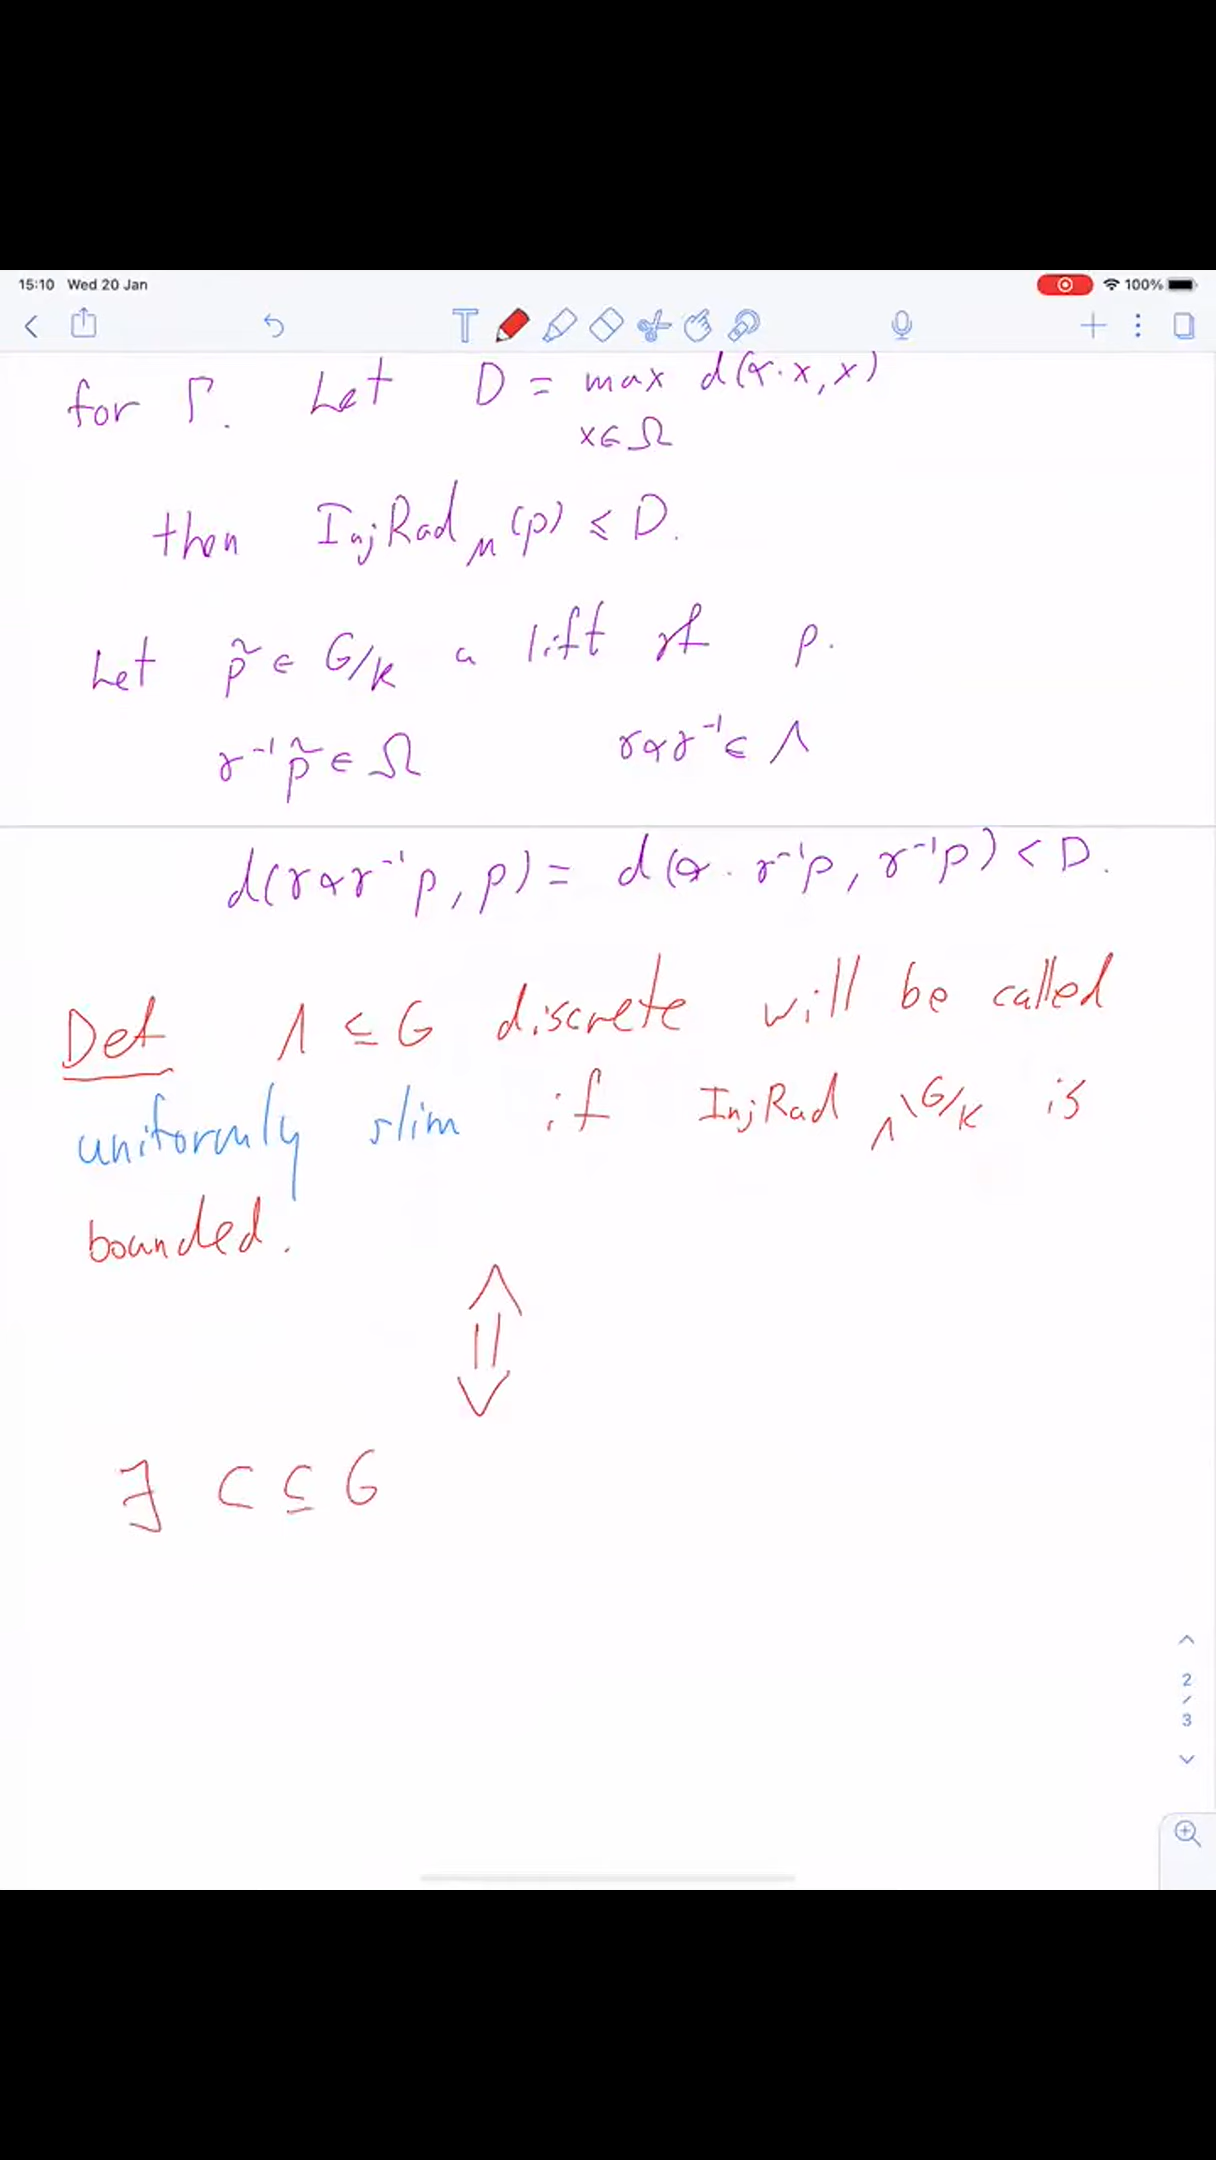 15:10 Wed 20 Jan 100%
for Γ. Let D = max d(α·x, x)
x∈Ω
then InjRad_M(p) ≤ D.
Let p̃ ∈ G/K a lift of p.
γ⁻¹p̃ ∈ Ω γαγ⁻¹ ∈ Λ
d(γαγ⁻¹p, p) = d(α·γ⁻¹p, γ⁻¹p) < D.
Def Λ ⊆ G discrete will be called
uniformly slim if InjRad Λ\G/K is
bounded.
⇕
∃ C ⊆ G
2
/
3